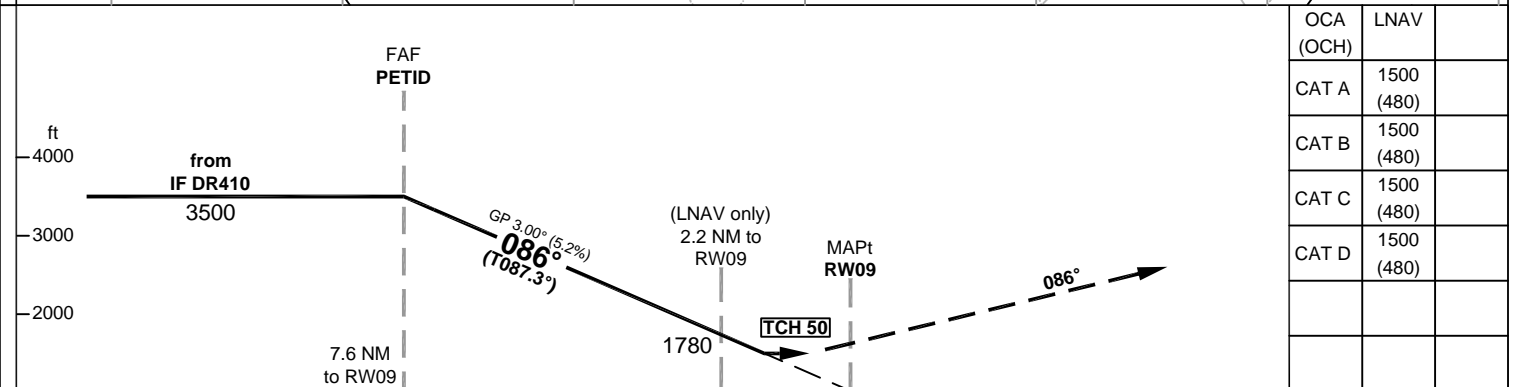 FAF
PETID
ft
4000
from
IF DR410
3500
3000
GP 3.00° (5.2%)
086°
(T087.3°)
(LNAV only)
2.2 NM to
RW09
MAPt
RW09
086°
2000
TCH 50
1780
7.6 NM
to RW09
OCA
(OCH)
LNAV
CAT A
1500
(480)
CAT B
1500
(480)
CAT C
1500
(480)
CAT D
1500
(480)